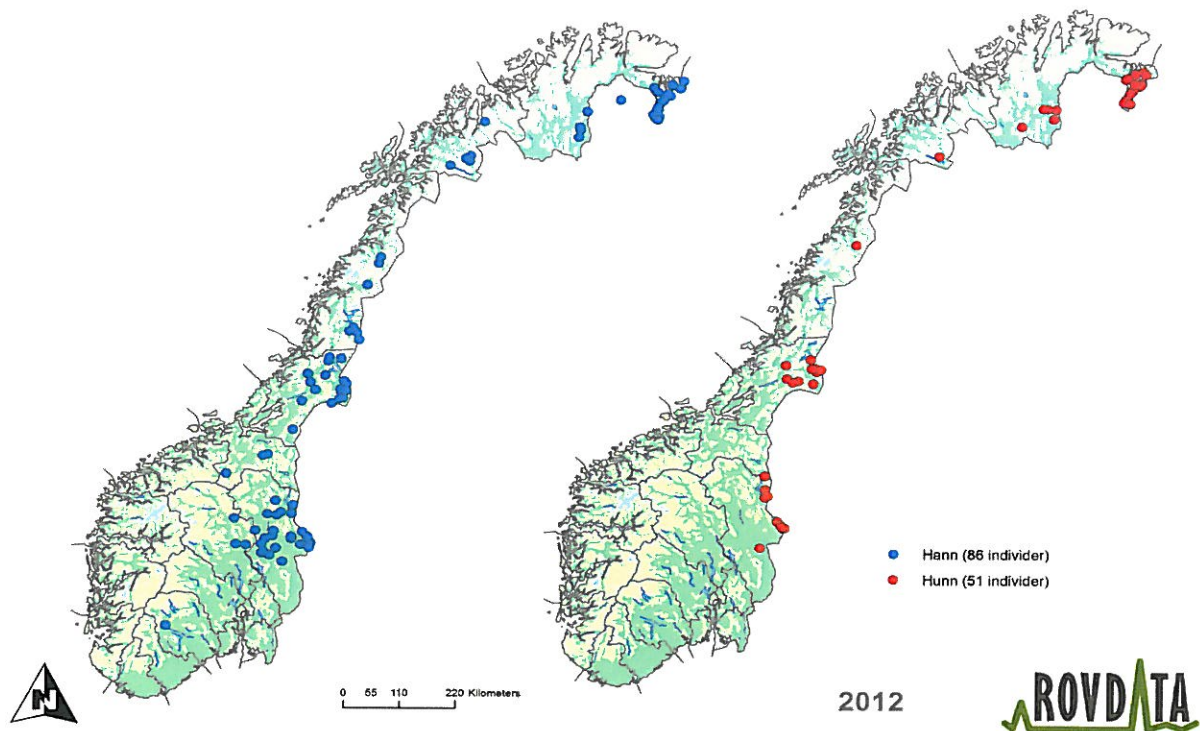 Hann (86 individer)
Hunn (51 individer)
N
0 55 110 220 Kilometers
2012
ROVDATA